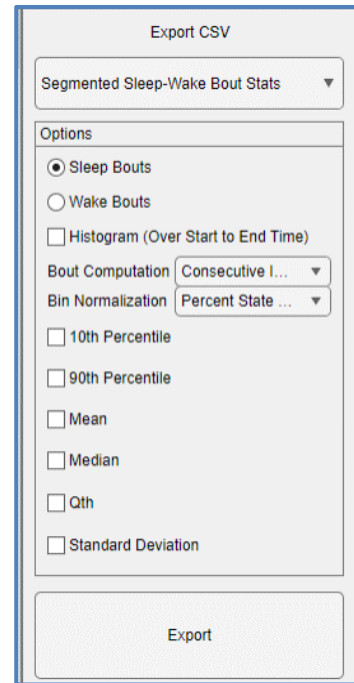 Export CSV
Segmented Sleep-Wake Bout Stats
Options
Sleep Bouts
Wake Bouts
Histogram (Over Start to End Time)
Bout Computation Consecutive I...
Bin Normalization Percent State ...
10th Percentile
90th Percentile
Mean
Median
Qth
Standard Deviation
Export